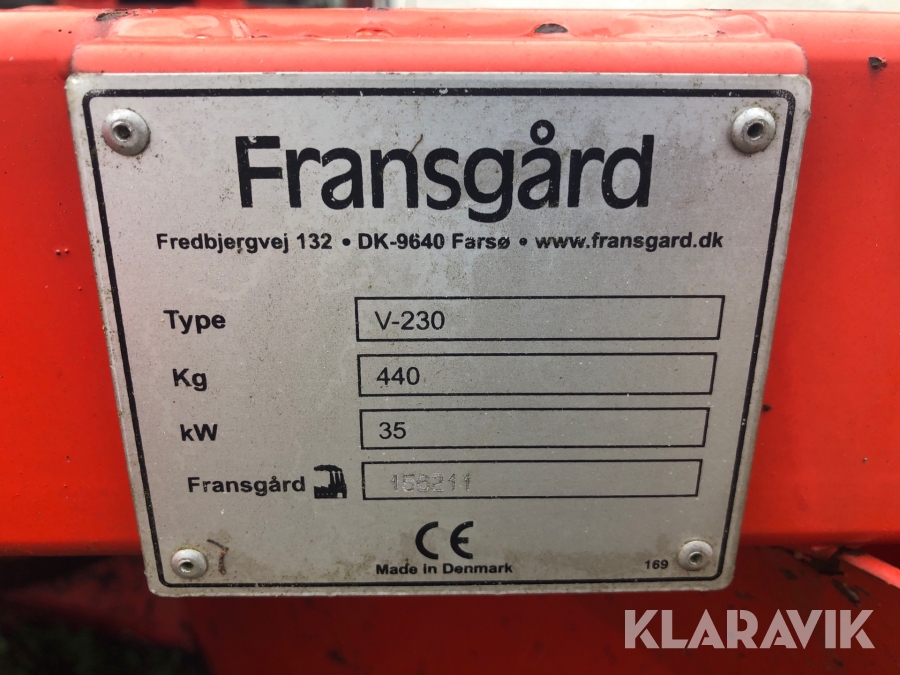 Fransgård
Fredbjergvej 132 • DK-9640 Farsø • www.fransgard.dk
Type V-230
Kg 440
kW 35
Fransgård 158211
CE
Made in Denmark
169
KLARAVIK